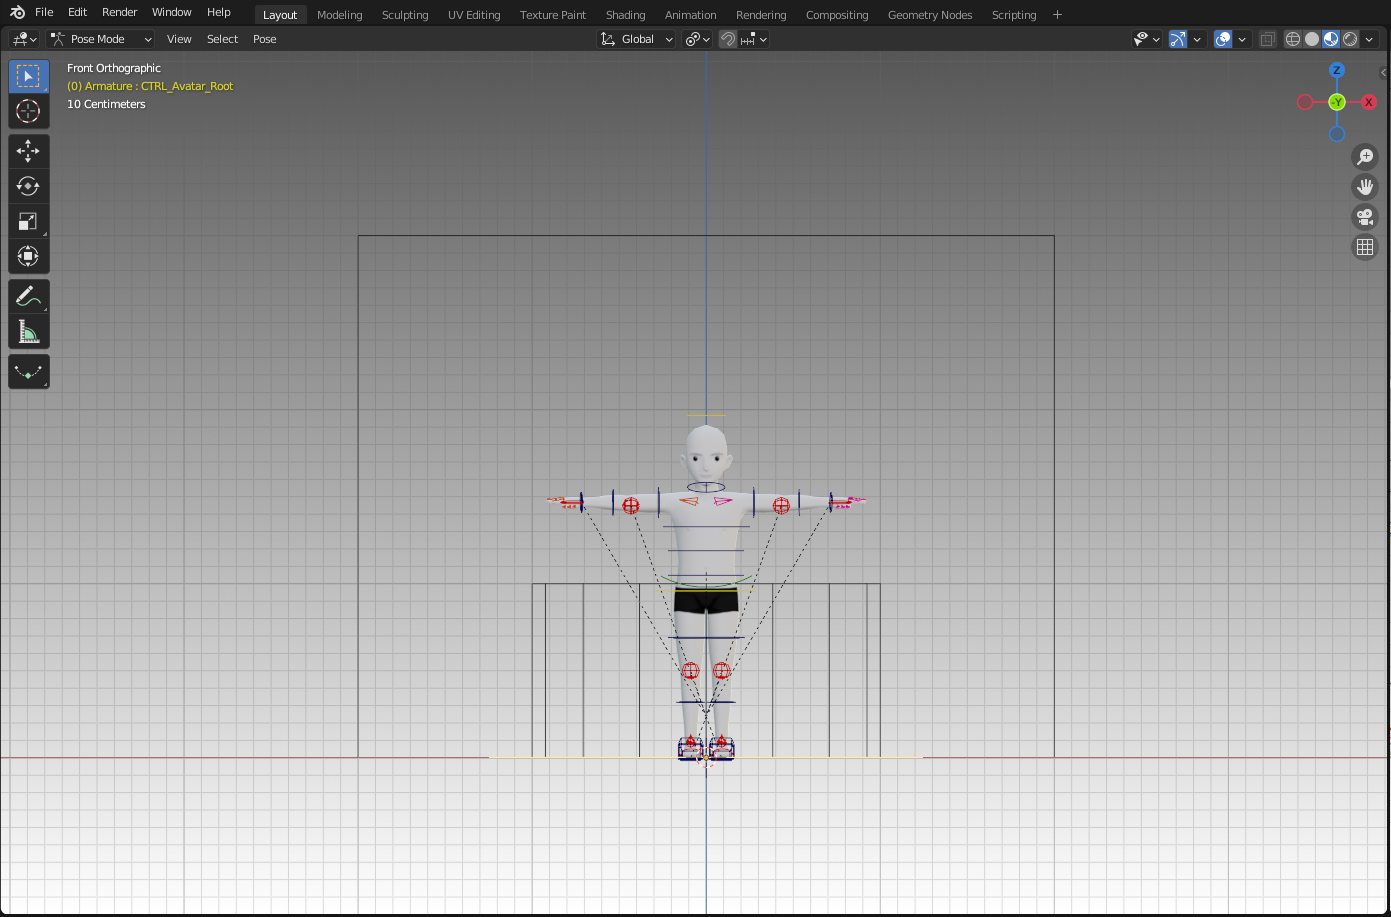 File Edit Render Window Help Layout Modeling Sculpting UV Editing Texture Paint Shading Animation Rendering Compositing Geometry Nodes Scripting +
Pose Mode View Select Pose Global
Front Orthographic
(0) Armature : CTRL_Avatar_Root
10 Centimeters
Z
-Y X